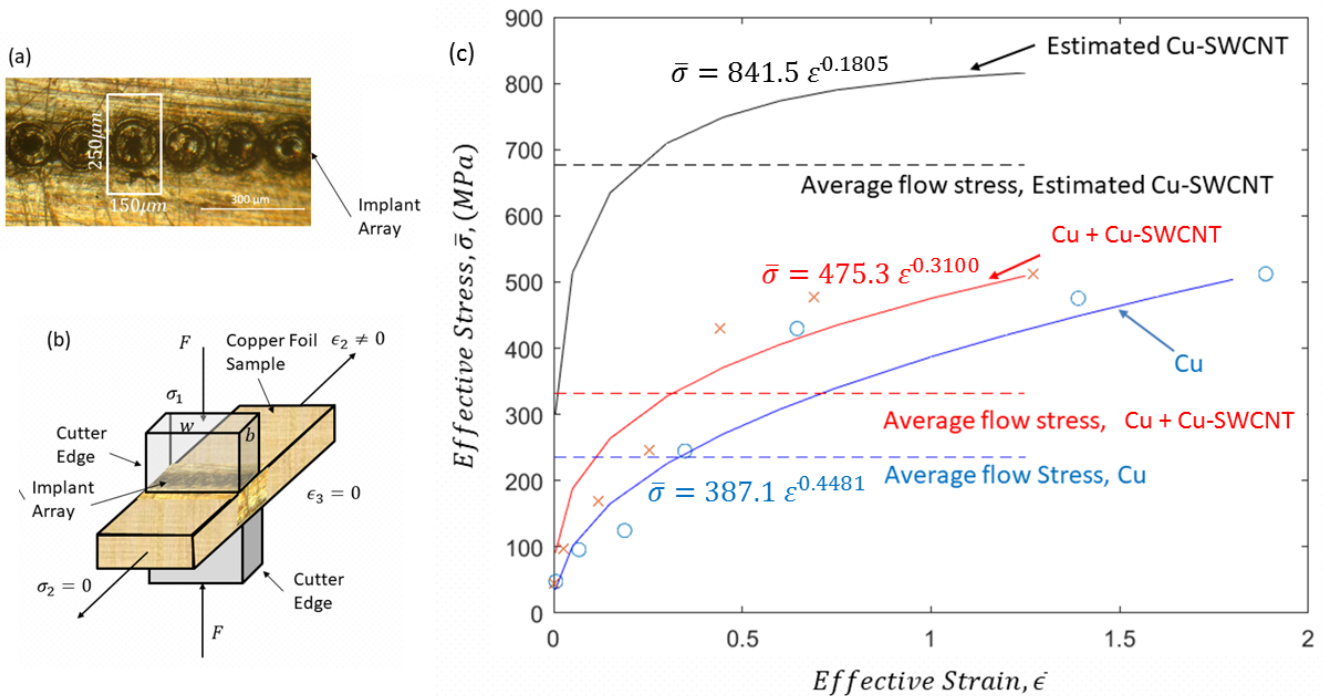 (a)
250μm
150μm
300 μm
Implant
Array
(b)
F
Copper Foil
Sample
ϵ₂ ≠ 0
σ₁
w
b
Cutter
Edge
Implant
Array
ϵ₃ = 0
σ₂ = 0
Cutter
Edge
F
(c)
900
800
700
600
500
400
300
200
100
0
0
0.5
1
1.5
2
Effective Stress, σ̄, (MPa)
Effective Strain, ϵ̄
σ̄ = 841.5 ε^-0.1805
Estimated Cu-SWCNT
Average flow stress, Estimated Cu-SWCNT
Cu + Cu-SWCNT
σ̄ = 475.3 ε^-0.3100
Cu
Average flow stress, Cu + Cu-SWCNT
Average flow Stress, Cu
σ̄ = 387.1 ε^-0.4481